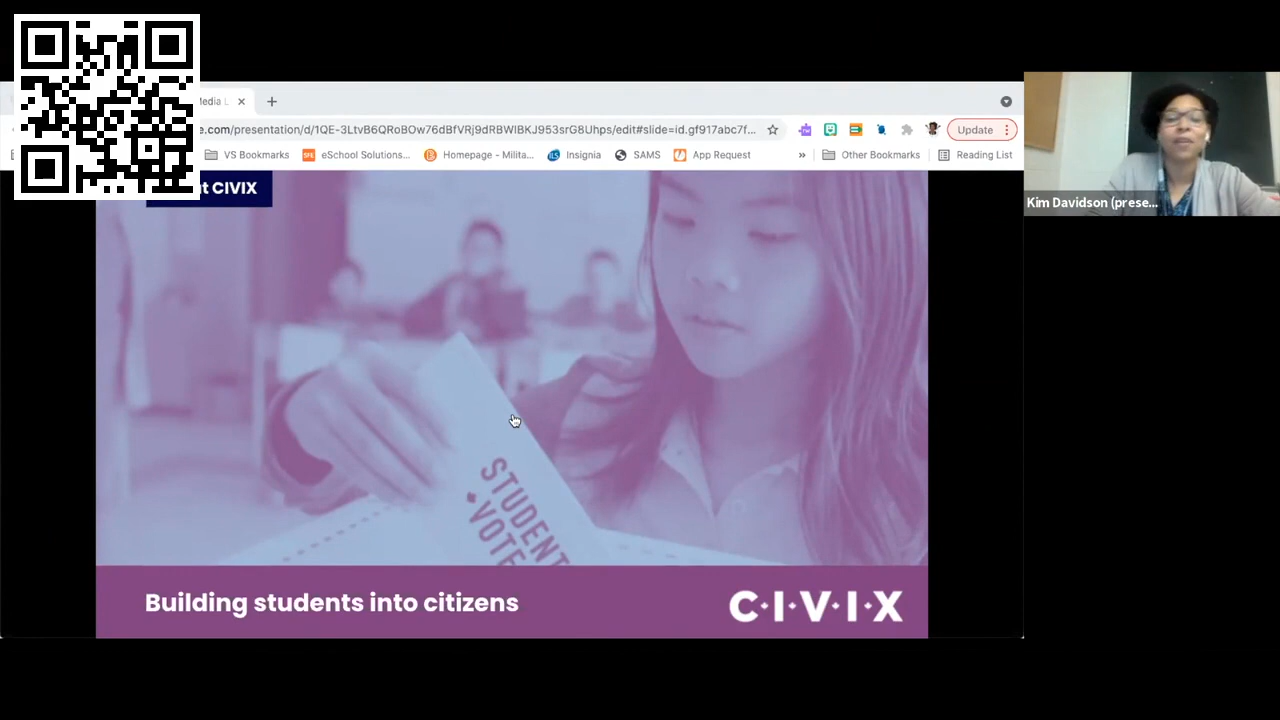 Media L
e.com/presentation/d/1QE-3LtvB6QRoBOw76dBfVRj9dRBWIBKJ953srG8Uhps/edit#slide=id.gf917abc7f...
Update
VS Bookmarks
eSchool Solutions...
Homepage - Milita...
Insignia
SAMS
App Request
»
Other Bookmarks
Reading List
t CIVIX
Kim Davidson (prese...
STUDENT
VOTE
Building students into citizens
C·I·V·I·X